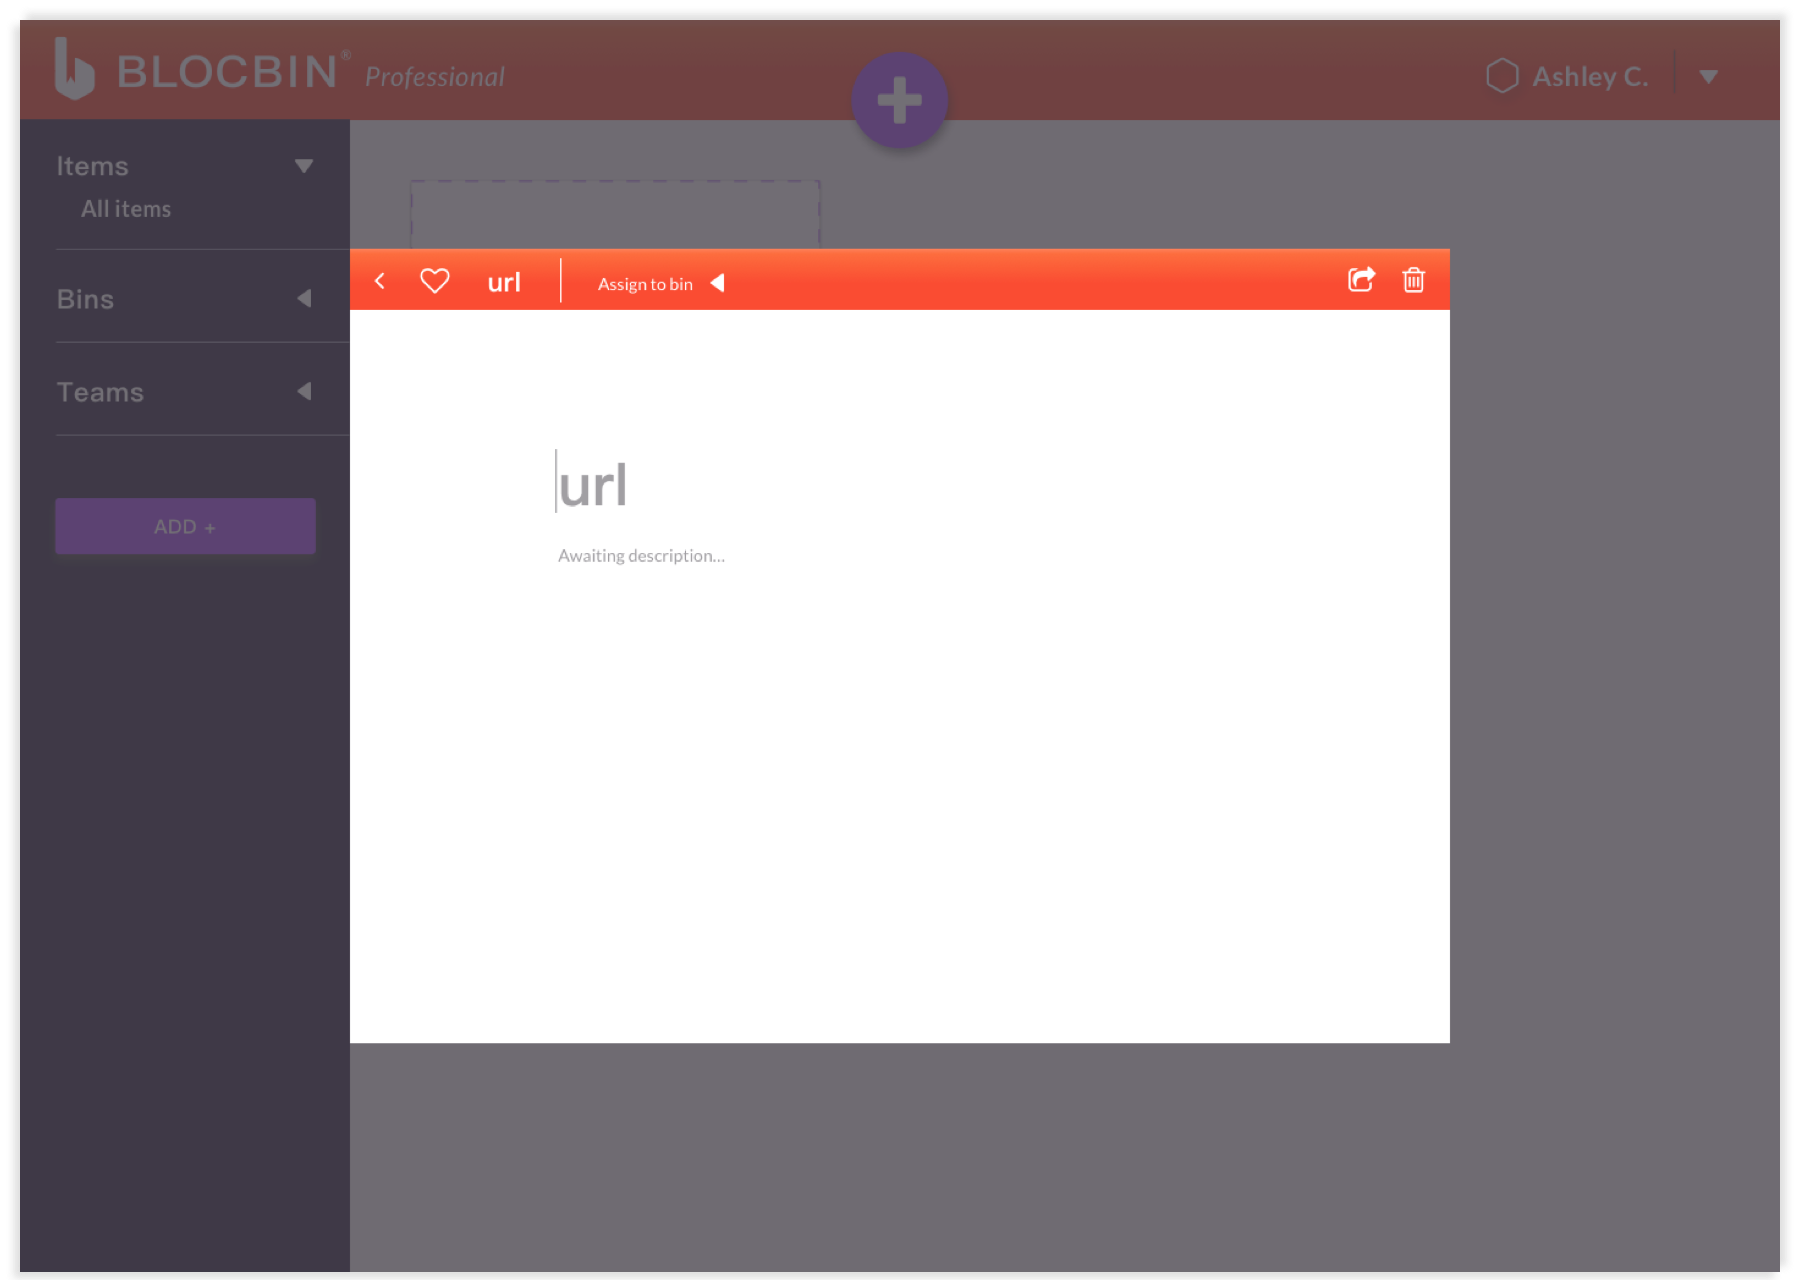 BLOCBIN® Professional
Ashley C.
Items
All items
Bins
Teams
ADD +
url
Assign to bin
url
Awaiting description...